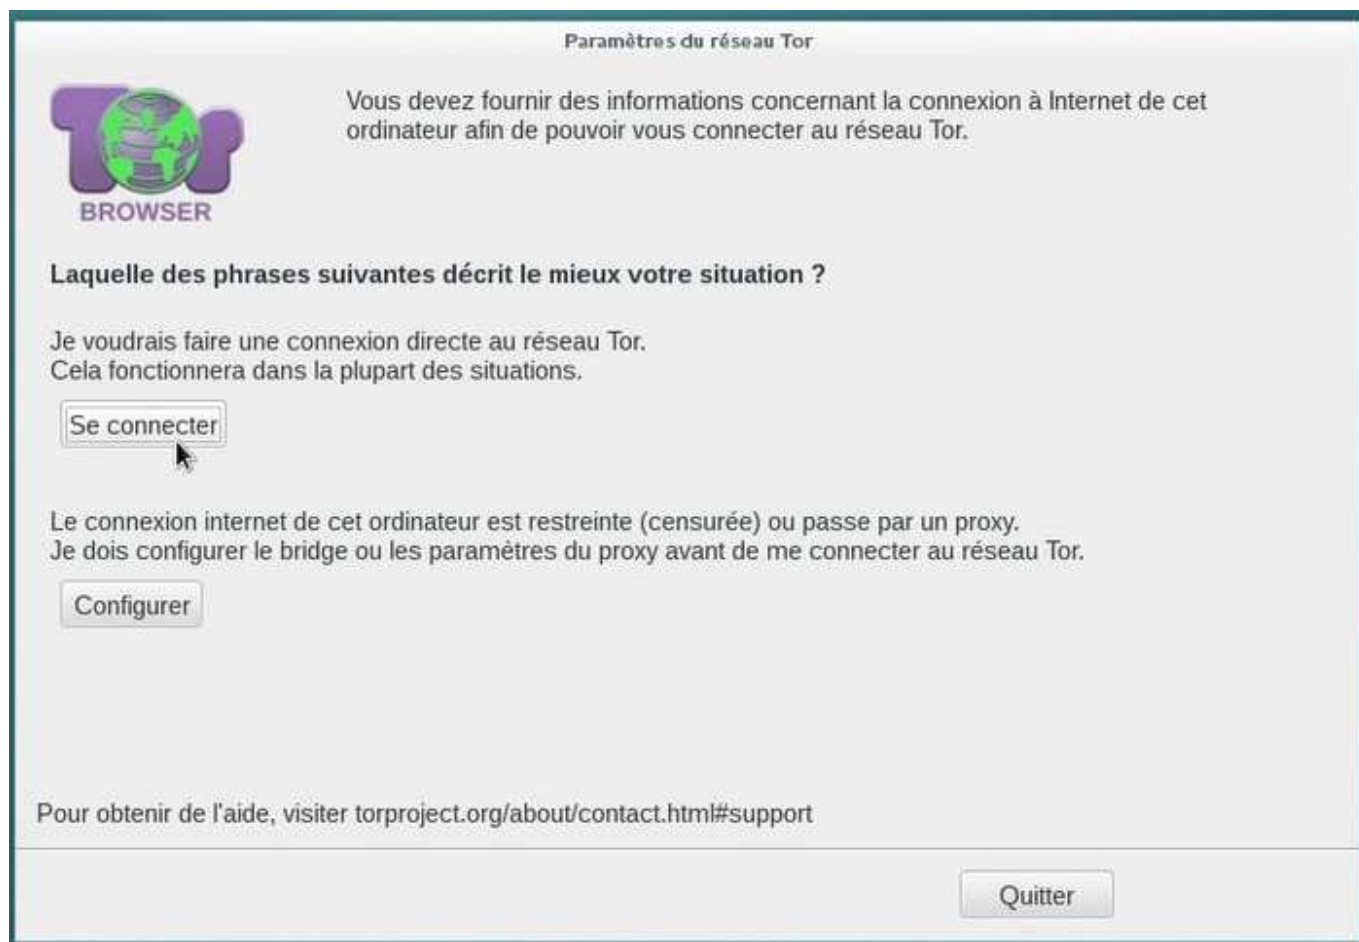 Paramètres du réseau Tor
Tor
BROWSER
Vous devez fournir des informations concernant la connexion à Internet de cet
ordinateur afin de pouvoir vous connecter au réseau Tor.
Laquelle des phrases suivantes décrit le mieux votre situation ?
Je voudrais faire une connexion directe au réseau Tor.
Cela fonctionnera dans la plupart des situations.
Se connecter
Le connexion internet de cet ordinateur est restreinte (censurée) ou passe par un proxy.
Je dois configurer le bridge ou les paramètres du proxy avant de me connecter au réseau Tor.
Configurer
Pour obtenir de l'aide, visiter torproject.org/about/contact.html#support
Quitter